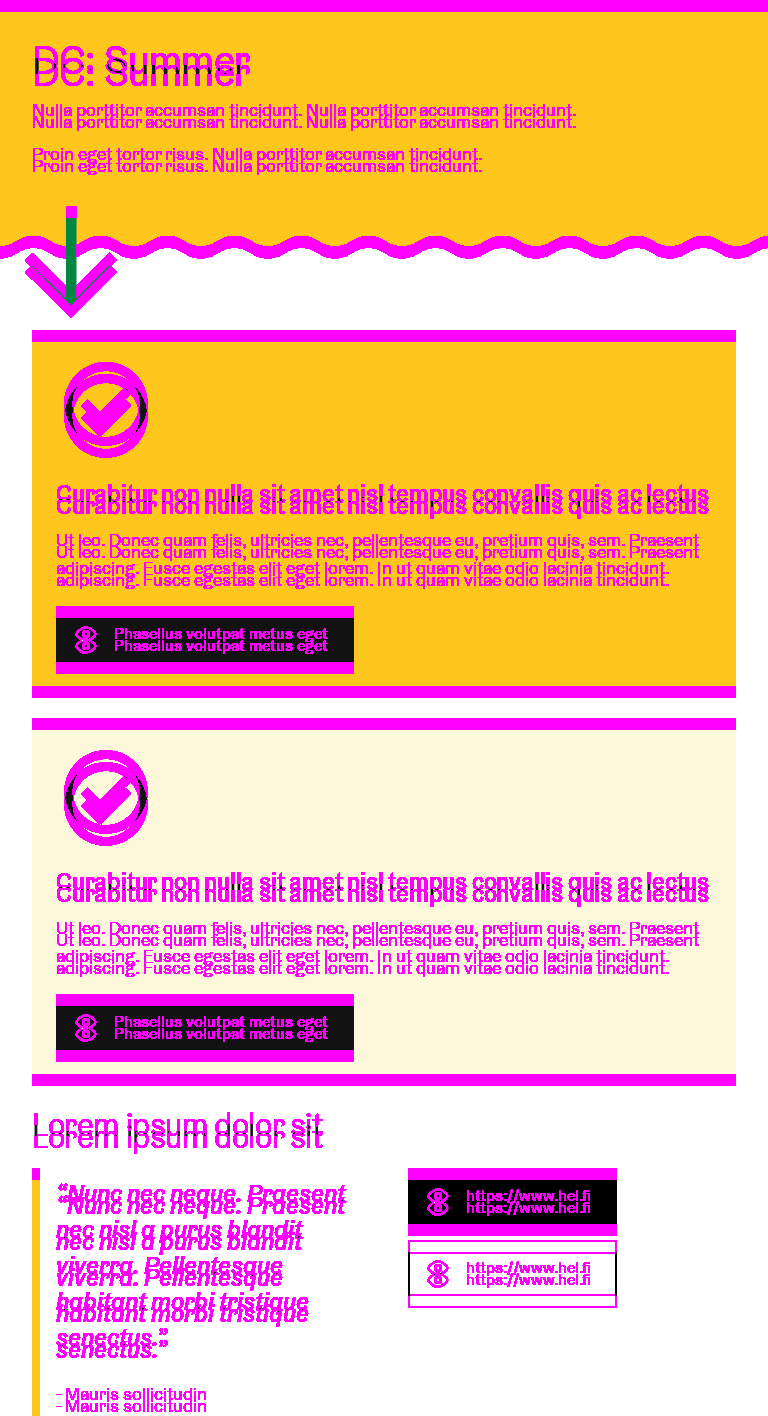 DC: Summer
Nulla porttitor accumsan tincidunt. Nulla porttitor accumsan tincidunt.
Proin eget tortor risus. Nulla porttitor accumsan tincidunt.
Curabitur non nulla sit amet nisl tempus convallis quis ac lectus
Ut leo. Donec quam felis, ultricies nec, pellentesque eu, pretium quis, sem. Praesent
adipiscing. Fusce egestas elit eget lorem. In ut quam vitae odio lacinia tincidunt.
Phasellus volutpat metus eget
Curabitur non nulla sit amet nisl tempus convallis quis ac lectus
Ut leo. Donec quam felis, ultricies nec, pellentesque eu, pretium quis, sem. Praesent
adipiscing. Fusce egestas elit eget lorem. In ut quam vitae odio lacinia tincidunt.
Phasellus volutpat metus eget
Lorem ipsum dolor sit
“Nunc nec neque. Praesent
nec nisl a purus blandit
viverra. Pellentesque
habitant morbi tristique
senectus.”
- Mauris sollicitudin
https://www.hel.fi
https://www.hel.fi